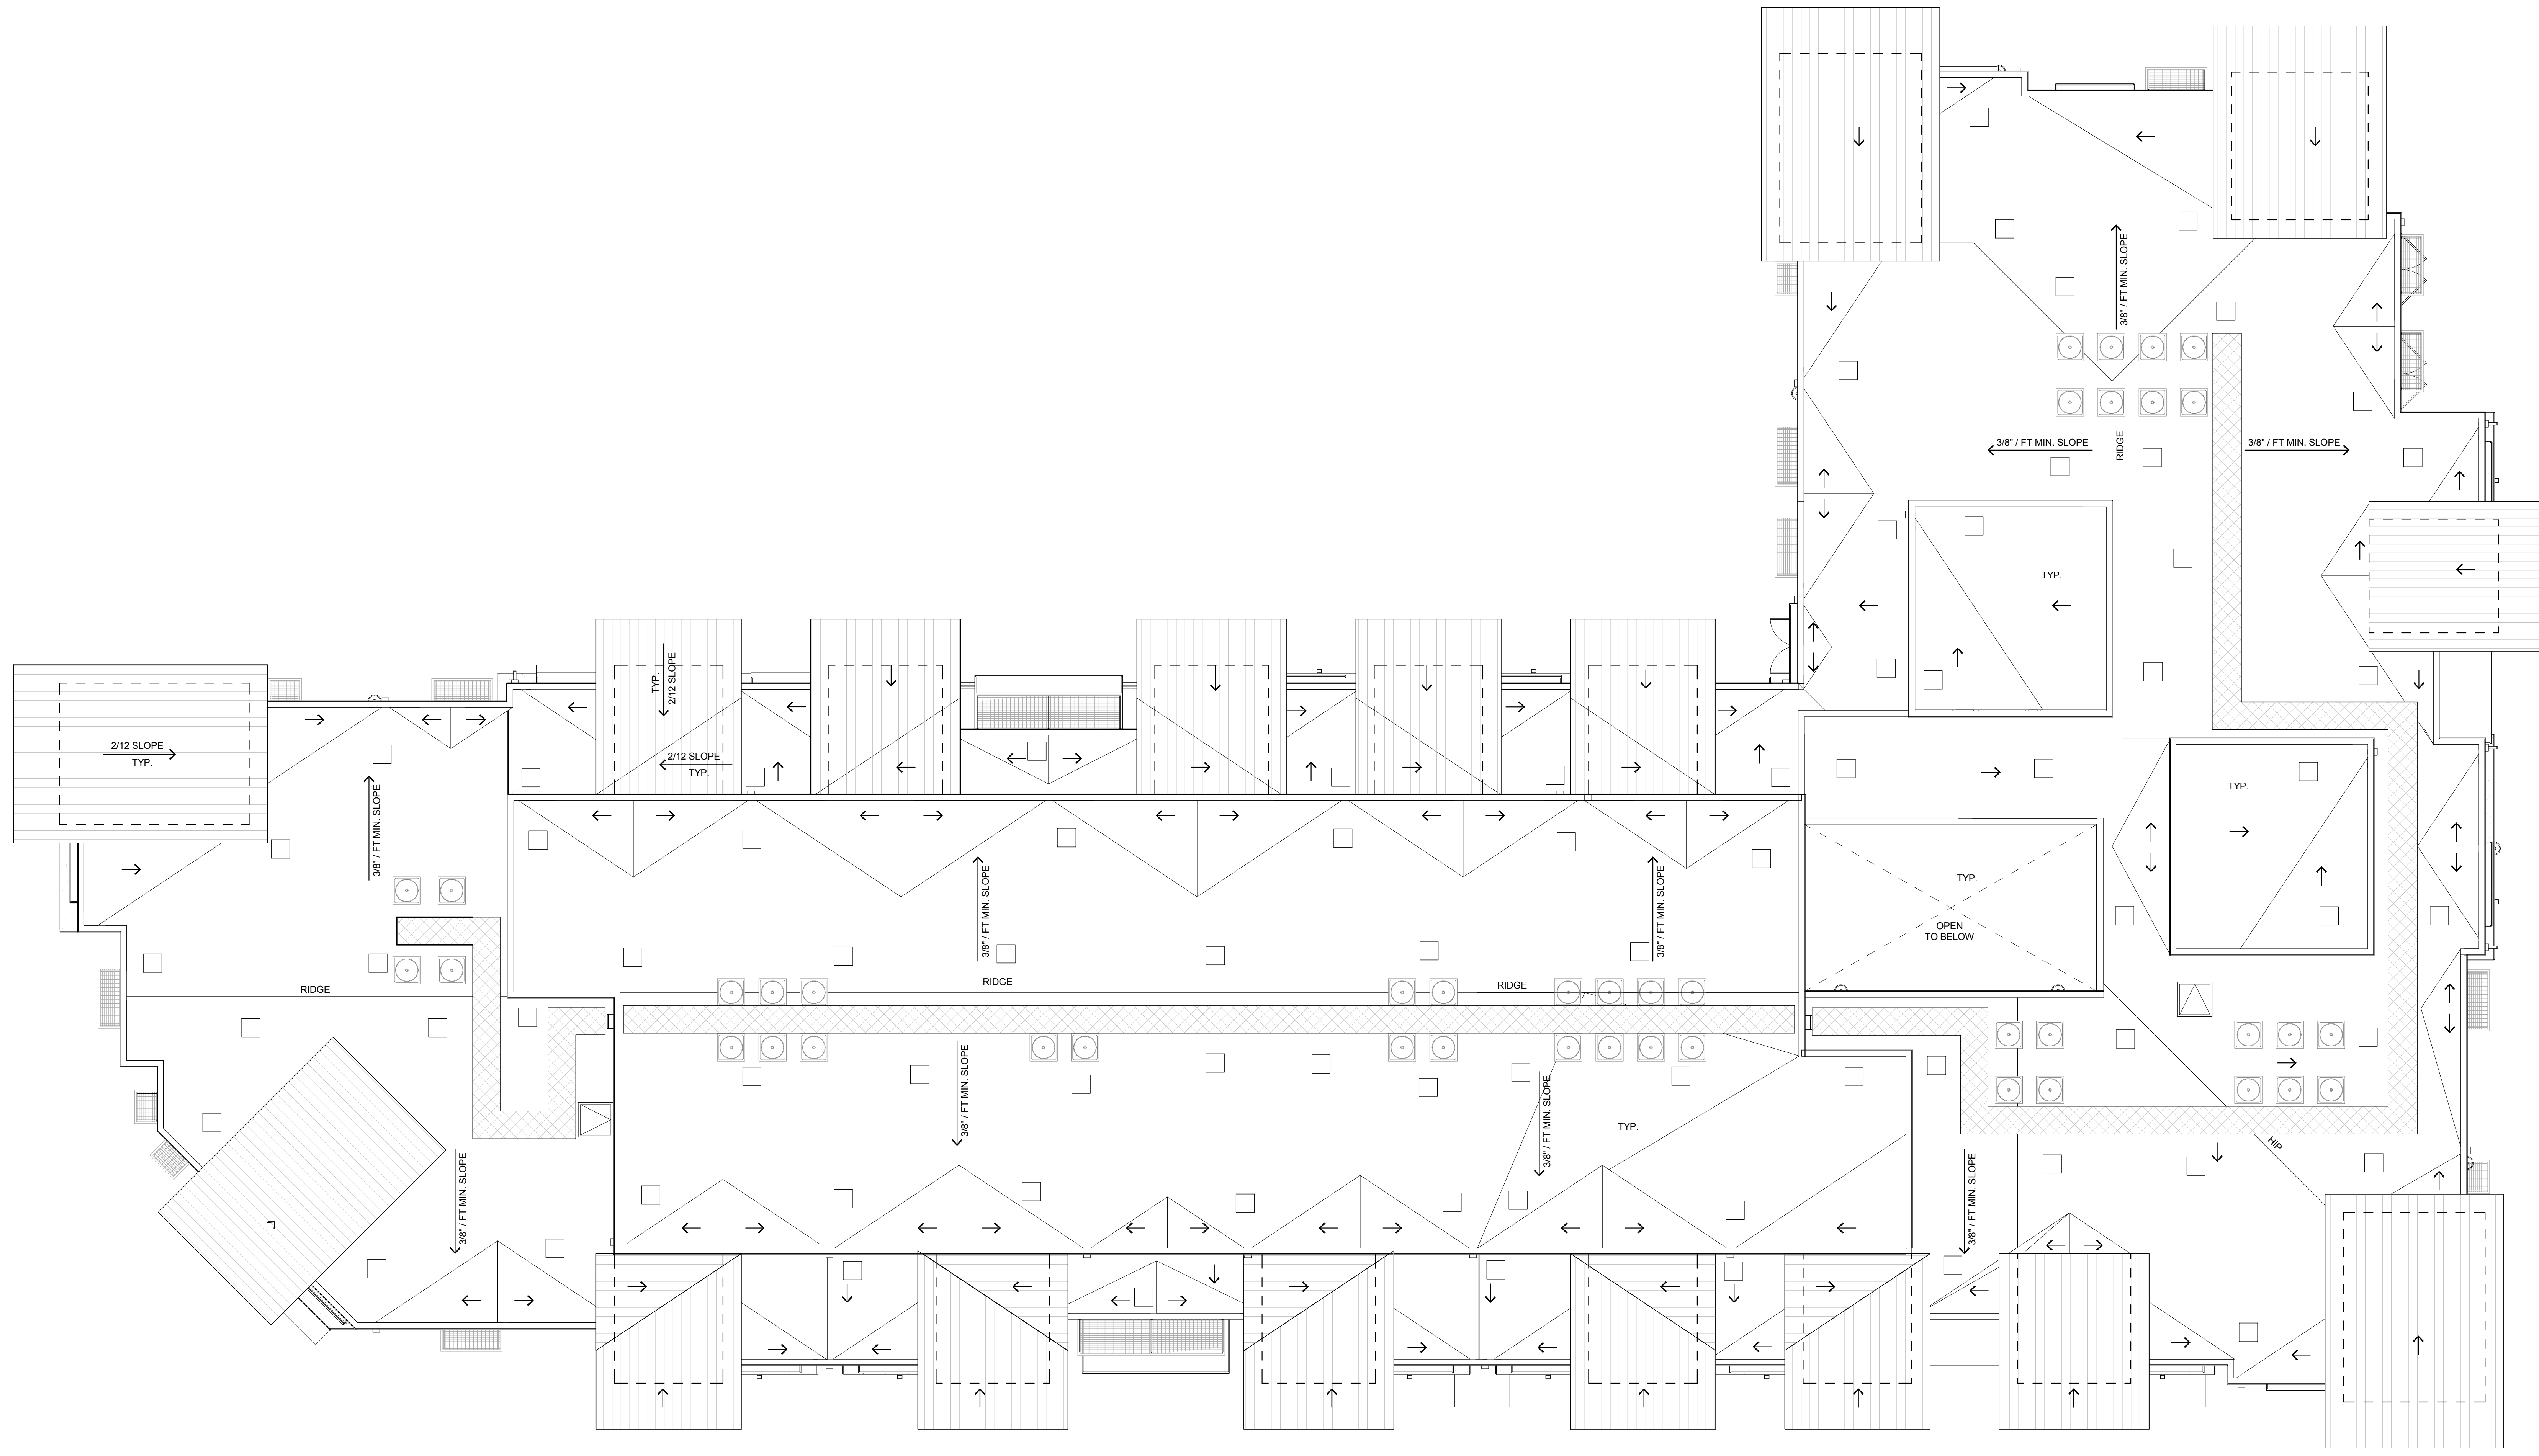 3/8" / FT MIN. SLOPE
3/8" / FT MIN. SLOPE
RIDGE
3/8" / FT MIN. SLOPE
TYP.
TYP.
2/12 SLOPE
2/12 SLOPE
TYP.
2/12 SLOPE
TYP.
3/8" / FT MIN. SLOPE
3/8" / FT MIN. SLOPE
3/8" / FT MIN. SLOPE
TYP.
TYP.
OPEN
TO BELOW
RIDGE
RIDGE
RIDGE
3/8" / FT MIN. SLOPE
3/8" / FT MIN. SLOPE
TYP.
HIP
3/8" / FT MIN. SLOPE
3/8" / FT MIN. SLOPE